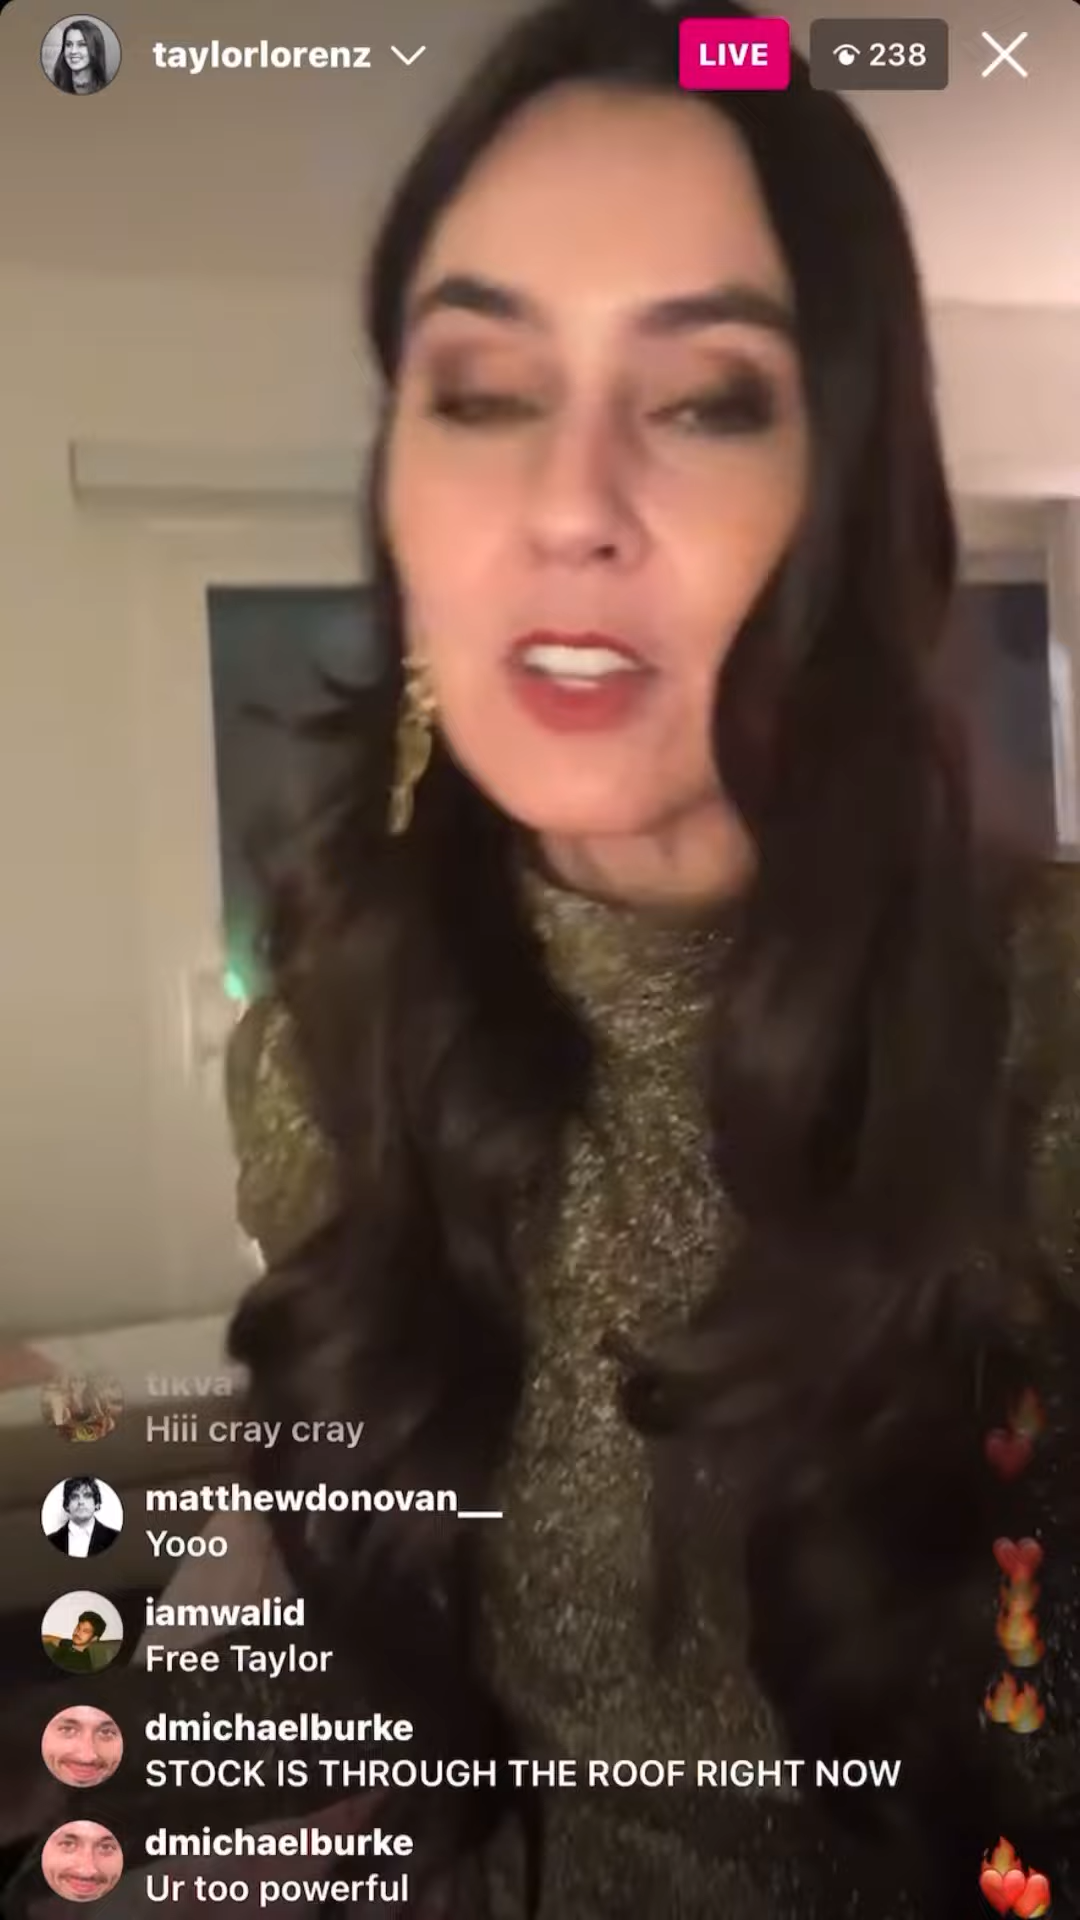 taylorlorenz
LIVE
238
tikva
Hiii cray cray
matthewdonovan__
Yooo
iamwalid
Free Taylor
dmichaelburke
STOCK IS THROUGH THE ROOF RIGHT NOW
dmichaelburke
Ur too powerful